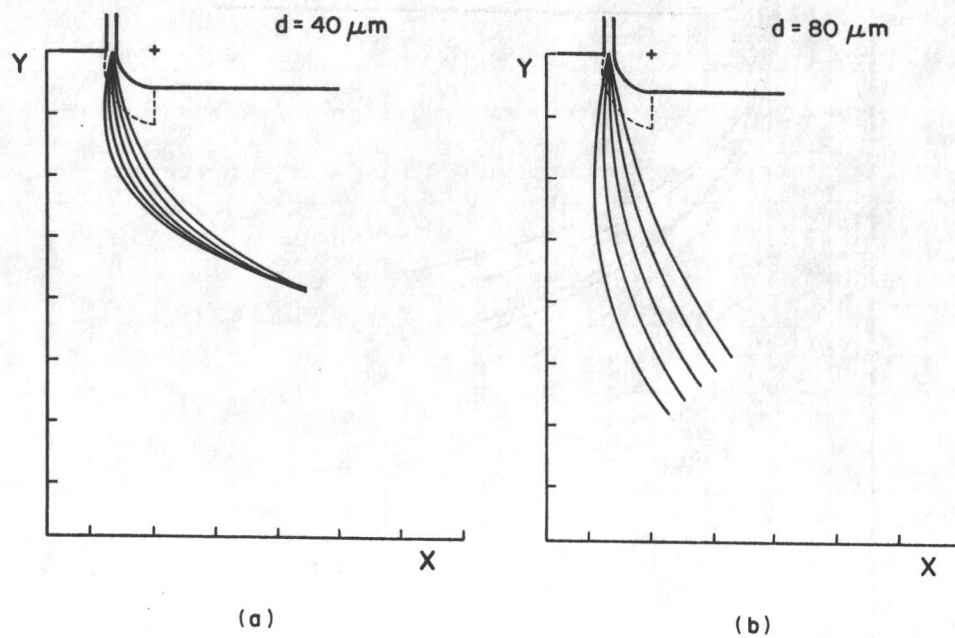 d = 40 μm
d = 80 μm
Y
Y
X
X
(a)
(b)